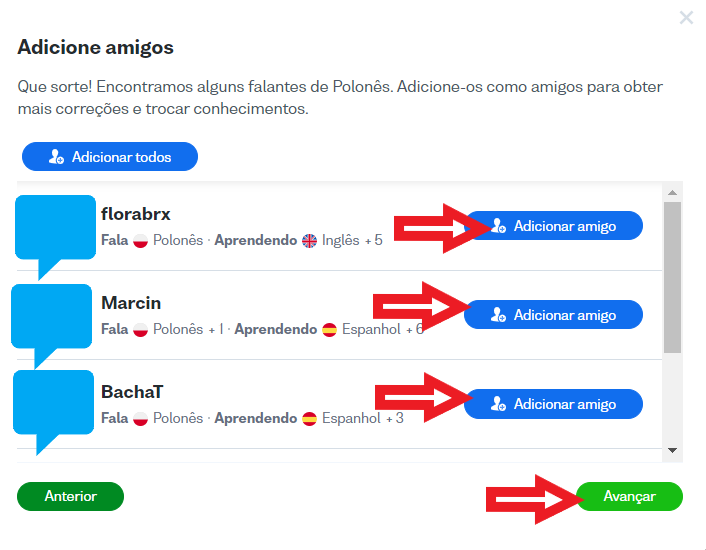 Adicione amigos
Que sorte! Encontramos alguns falantes de Polonês. Adicione-os como amigos para obter
mais correções e trocar conhecimentos.
Adicionar todos
florabrx
Fala Polonês · Aprendendo Inglês + 5
Adicionar amigo
Marcin
Fala Polonês + 1 · Aprendendo Espanhol + 6
Adicionar amigo
BachaT
Fala Polonês · Aprendendo Espanhol + 3
Adicionar amigo
Anterior
Avançar